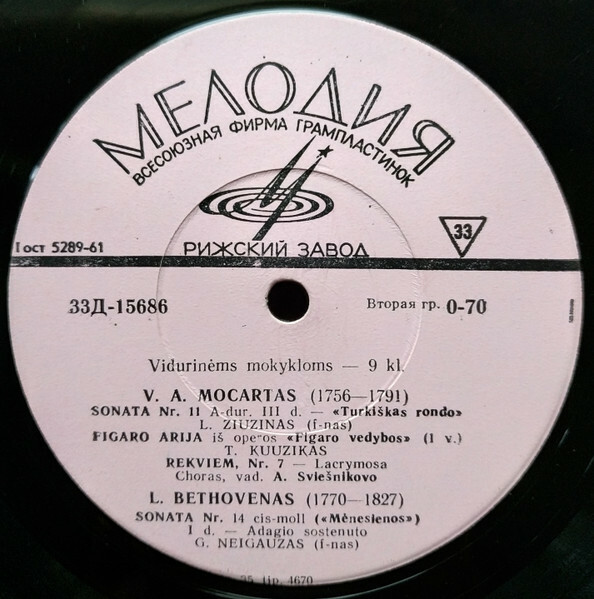 МЕЛОДИЯ
ВСЕСОЮЗНАЯ ФИРМА ГРАМПЛАСТИНОК
Гост 5289-61
РИЖСКИЙ ЗАВОД
33
33Д-15686
Вторая гр. 0-70
Vidurinėms mokykloms — 9 kl.
V. A. MOCARTAS (1756—1791)
SONATA Nr. 11 A-dur. III d. — «Turkiškas rondo»
L. ZIUZINAS (f-nas)
FIGARO ARIJA iš operos «Figaro vedybos» (I v.)
T. KUUZIKAS
REKVIEM, Nr. 7 — Lacrymosa
Choras, vad. A. Sviešnikovo
L. BETHOVENAS (1770—1827)
SONATA Nr. 14 cis-moll («Mėnesienos»)
I d. — Adagio sostenuto
G. NEIGAUZAS (f-nas)
35 tip. 4670